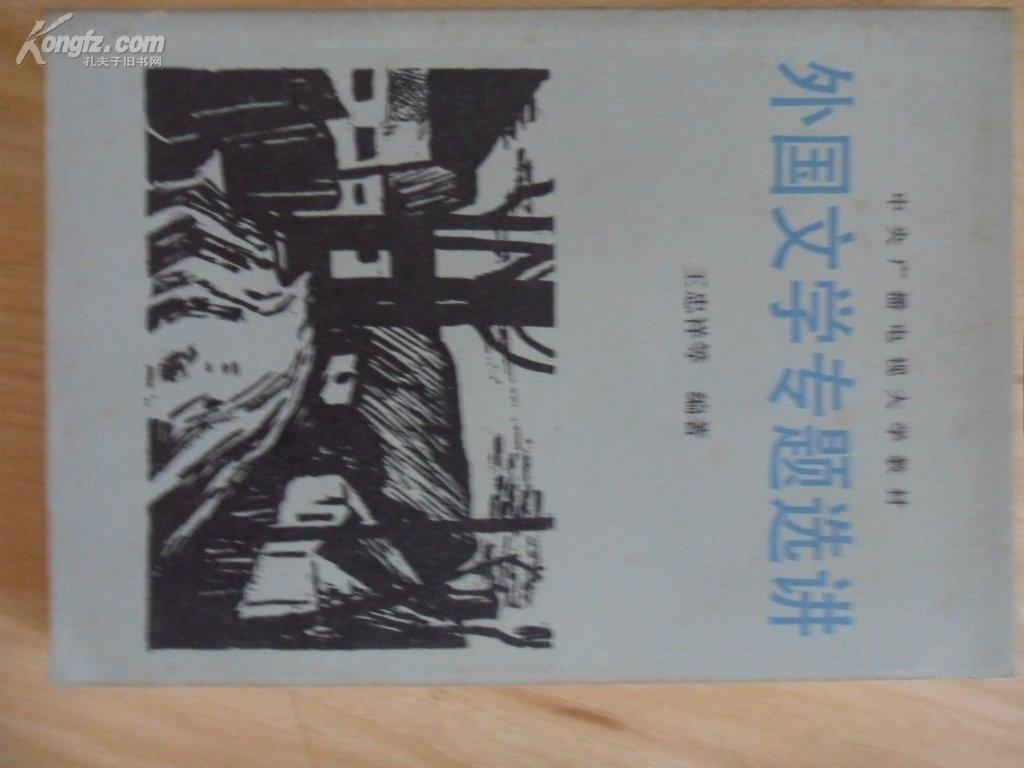 中央广播电视大学教材
外国文学专题选讲
王忠祥等 编著
Kongfz.com
孔夫子旧书网